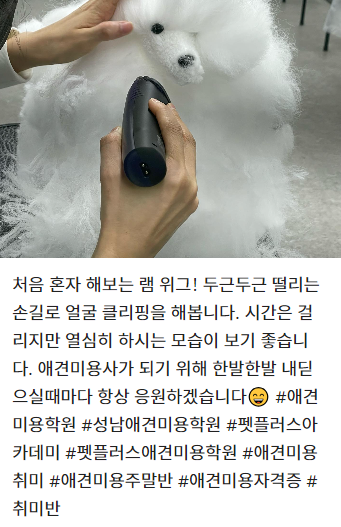 처음 혼자 해보는 램 위그! 두근두근 떨리는
손길로 얼굴 클리핑을 해봅니다. 시간은 걸
리지만 열심히 하시는 모습이 보기 좋습니
다. 애견미용사가 되기 위해 한발한발 내딛
으실때마다 항상 응원하겠습니다😄 #애견
미용학원 #성남애견미용학원 #펫플러스아
카데미 #펫플러스애견미용학원 #애견미용
취미 #애견미용주말반 #애견미용자격증 #
취미반